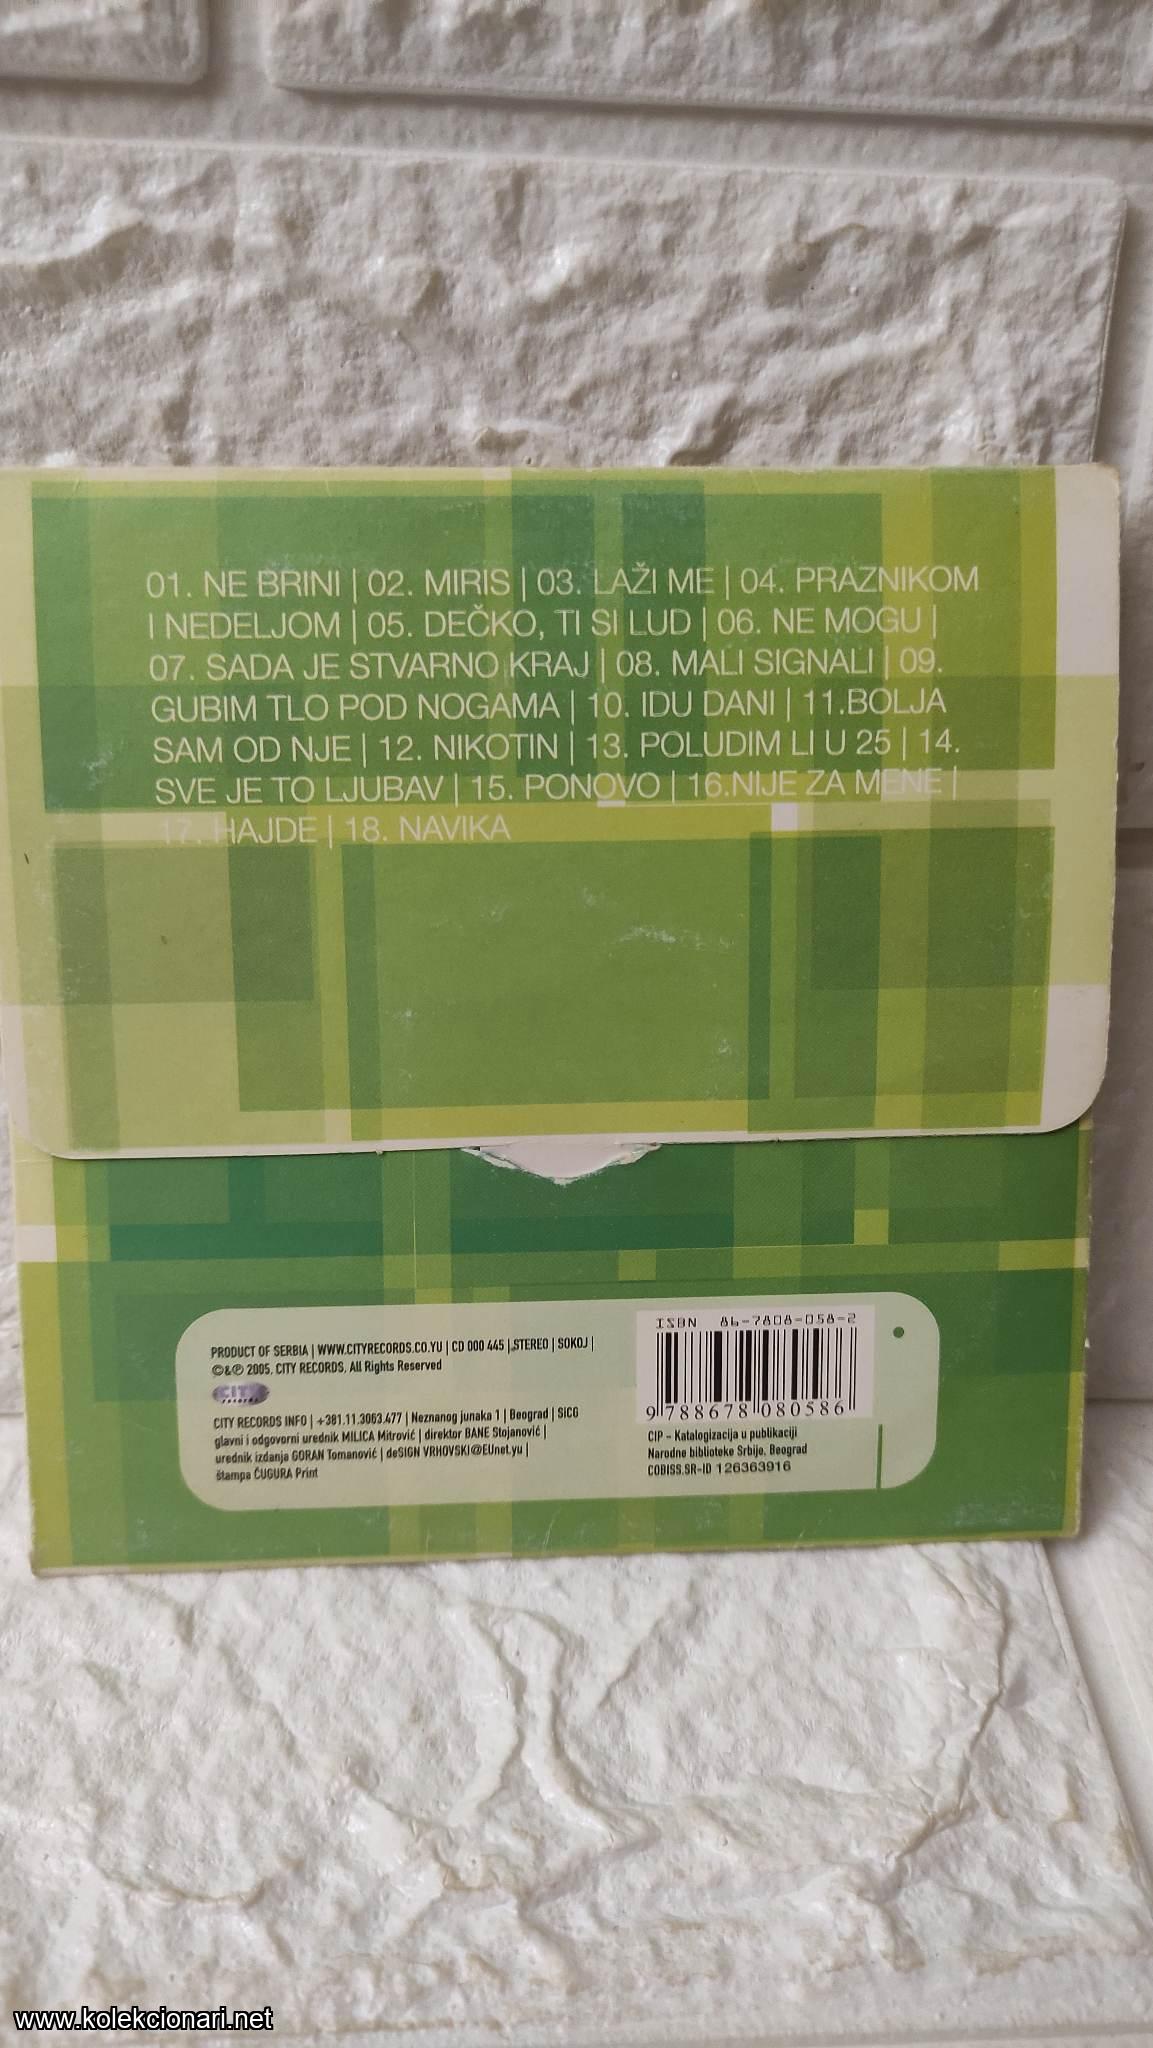 01. NE BRINI | 02. MIRIS | 03. LAŽI ME | 04. PRAZNIKOM
I NEDELJOM | 05. DEČKO, TI SI LUD | 06. NE MOGU |
07. SADA JE STVARNO KRAJ | 08. MALI SIGNALI | 09.
GUBIM TLO POD NOGAMA | 10. IDU DANI | 11.BOLJA
SAM OD NJE | 12. NIKOTIN | 13. POLUDIM LI U 25 | 14.
SVE JE TO LJUBAV | 15. PONOVO | 16.NIJE ZA MENE |
17. HAJDE | 18. NAVIKA
PRODUCT OF SERBIA | WWW.CITYRECORDS.CO.YU | CD 000 445 | STEREO | SOKOJ |
©&℗ 2005. CITY RECORDS. All Rights Reserved
CITY
records
CITY RECORDS INFO | +381.11.3063.477 | Neznanog junaka 1 | Beograd | SiCG
glavni i odgovorni urednik MILICA Mitrović | direktor BANE Stojanović |
urednik izdanja GORAN Tomanović | deSIGN VRHOVSKI@EUnet.yu |
štampa ČUGURA Print
ISBN 86-7808-058-2
9 788678 080586
CIP - Katalogizacija u publikaciji
Narodne biblioteke Srbije, Beograd
COBISS.SR-ID 126363916
www.kolekcionari.net